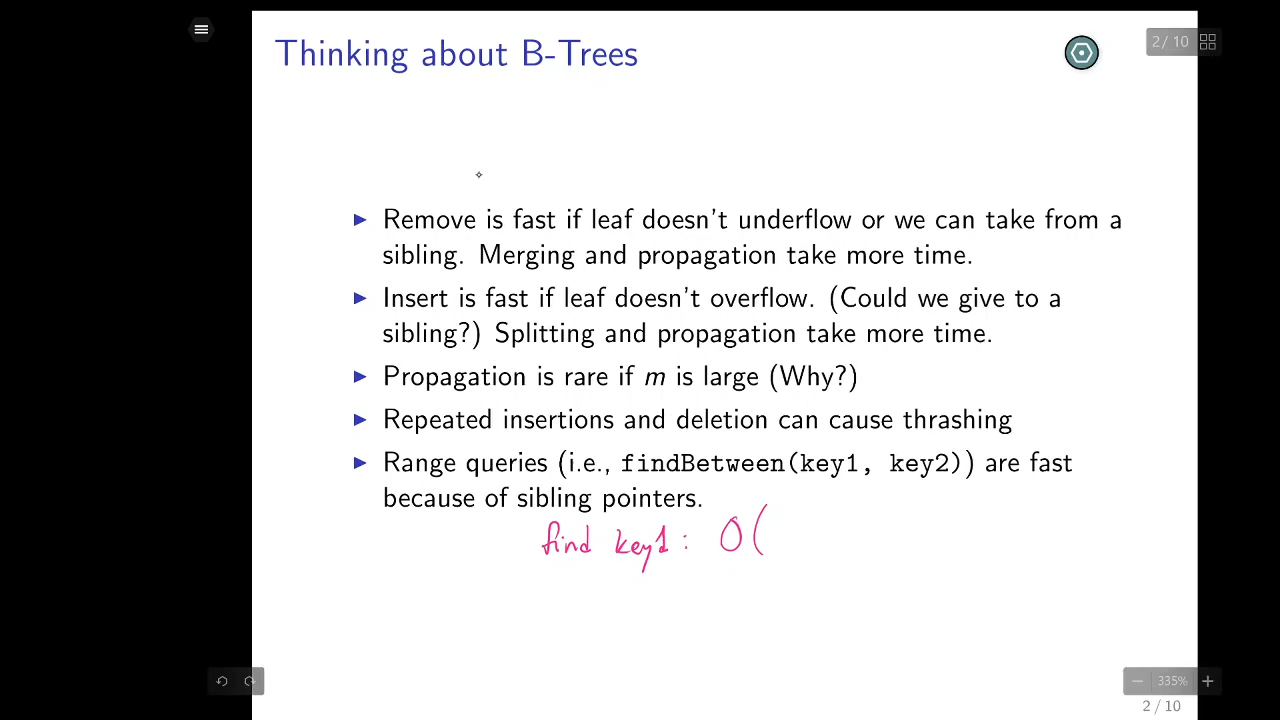 Thinking about B-Trees
2/ 10
▶ Remove is fast if leaf doesn't underflow or we can take from a
sibling. Merging and propagation take more time.
▶ Insert is fast if leaf doesn't overflow. (Could we give to a
sibling?) Splitting and propagation take more time.
▶ Propagation is rare if m is large (Why?)
▶ Repeated insertions and deletion can cause thrashing
▶ Range queries (i.e., findBetween(key1, key2)) are fast
because of sibling pointers.
find key1: O(
335%
2 / 10